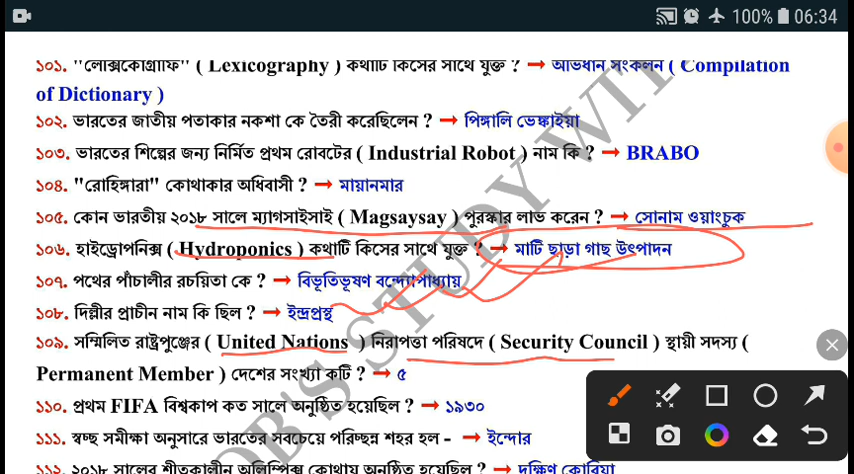 100% 06:34
১০১. "লেক্সিকোগ্রাফি" ( Lexicography ) কথাটি কিসের সাথে যুক্ত ? → অভিধান সংকলন ( Compilation
of Dictionary )
১০২. ভারতের জাতীয় পতাকার নকশা কে তৈরী করেছিলেন ? → পিঙ্গালি ভেঙ্কাইয়া
১০৩. ভারতের শিল্পের জন্য নির্মিত প্রথম রোবটের ( Industrial Robot ) নাম কি ? → BRABO
১০৪. "রোহিঙ্গারা" কোথাকার অধিবাসী ? → মায়ানমার
১০৫. কোন ভারতীয় ২০১৮ সালে ম্যাগসাইসাই ( Magsaysay ) পুরস্কার লাভ করেন ? → সোনাম ওয়াংচুক
১০৬. হাইড্রোপনিক্স ( Hydroponics ) কথাটি কিসের সাথে যুক্ত ? → মাটি ছাড়া গাছ উৎপাদন
১০৭. পথের পাঁচালীর রচয়িতা কে ? → বিভূতিভূষণ বন্দ্যোপাধ্যায়
১০৮. দিল্লীর প্রাচীন নাম কি ছিল ? → ইন্দ্রপ্রস্থ
১০৯. সম্মিলিত রাষ্ট্রপুঞ্জের ( United Nations ) নিরাপত্তা পরিষদে ( Security Council ) স্থায়ী সদস্য (
Permanent Member ) দেশের সংখ্যা কটি ? → ৫
১১০. প্রথম FIFA বিশ্বকাপ কত সালে অনুষ্ঠিত হয়েছিল ? → ১৯৩০
১১১. স্বচ্ছ সমীক্ষা অনুসারে ভারতের সবচেয়ে পরিচ্ছন্ন শহর হল - → ইন্দোর
১১২. ২০১৮ সালের শীতকালীন অলিম্পিক্স কোথায় অনুষ্ঠিত হয়েছিল ? → দক্ষিণ কোরিয়া
OB'S STUDY WIT